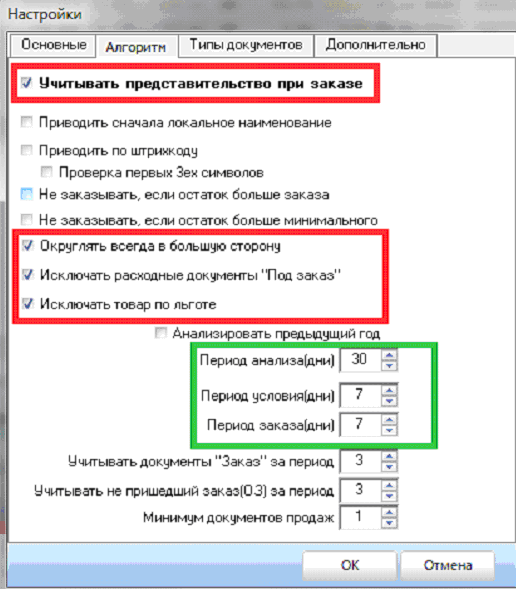 Настройки
Основные Алгоритм Типы документов Дополнительно
Учитывать представительство при заказе
Приводить сначала локальное наименование
Приводить по штрихкоду
Проверка первых 3ех символов
Не заказывать, если остаток больше заказа
Не заказывать, если остаток больше минимального
Округлять всегда в большую сторону
Исключать расходные документы "Под заказ"
Исключать товар по льготе
Анализировать предыдущий год
Период анализа(дни) 30
Период условия(дни) 7
Период заказа(дни) 7
Учитывать документы "Заказ" за период 3
Учитывать не пришедший заказ(ОЗ) за период 3
Минимум документов продаж 1
ОК Отмена